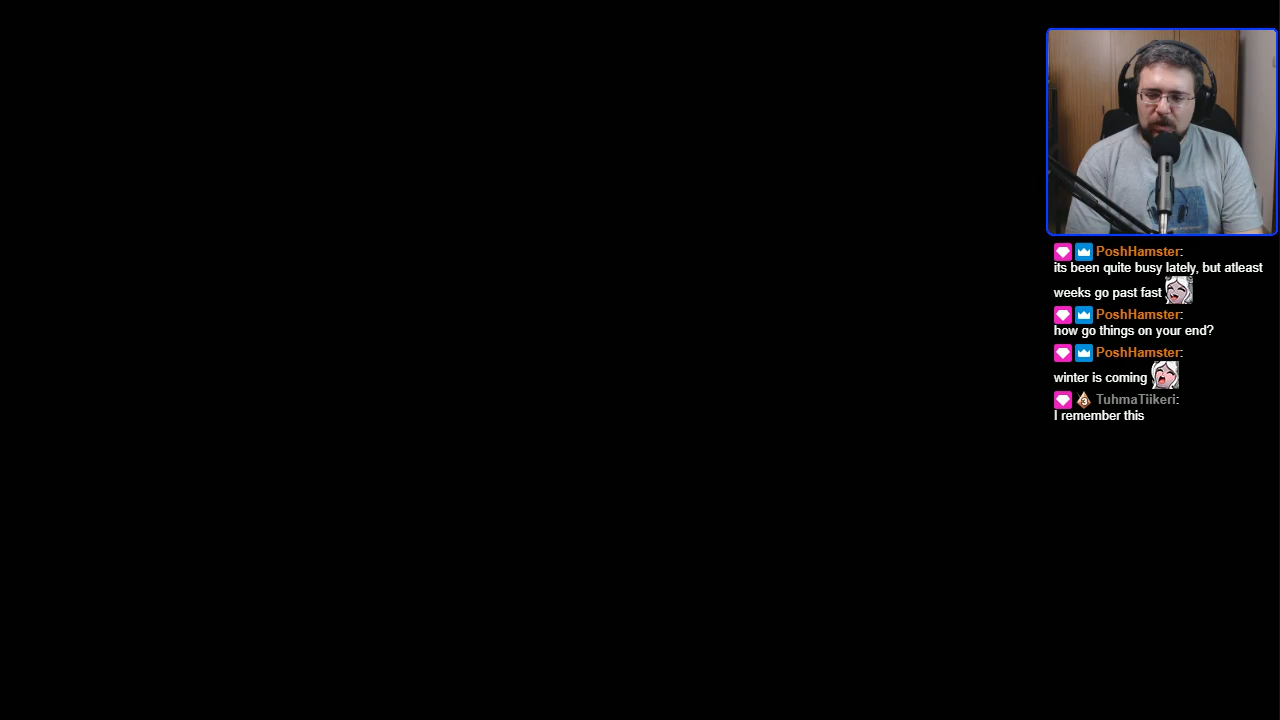 PoshHamster:
its been quite busy lately, but atleast
weeks go past fast
PoshHamster:
how go things on your end?
PoshHamster:
winter is coming
3 TuhmaTiikeri:
I remember this